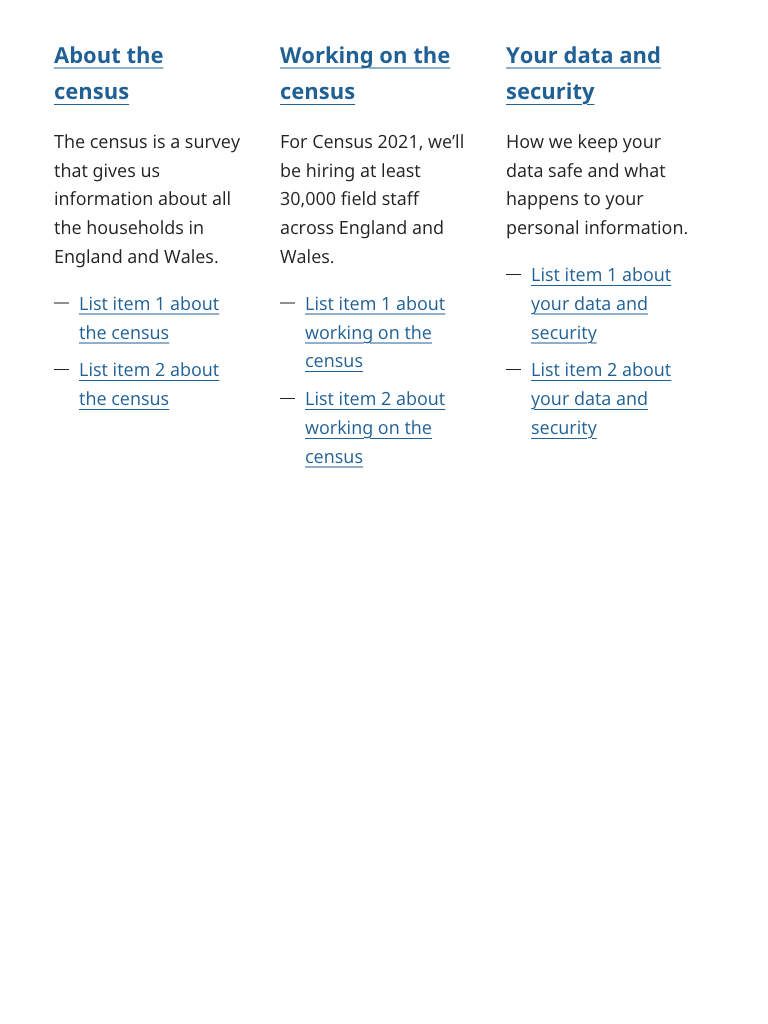 About the
census
The census is a survey
that gives us
information about all
the households in
England and Wales.
— List item 1 about
the census
— List item 2 about
the census
Working on the
census
For Census 2021, we’ll
be hiring at least
30,000 field staff
across England and
Wales.
— List item 1 about
working on the
census
— List item 2 about
working on the
census
Your data and
security
How we keep your
data safe and what
happens to your
personal information.
— List item 1 about
your data and
security
— List item 2 about
your data and
security